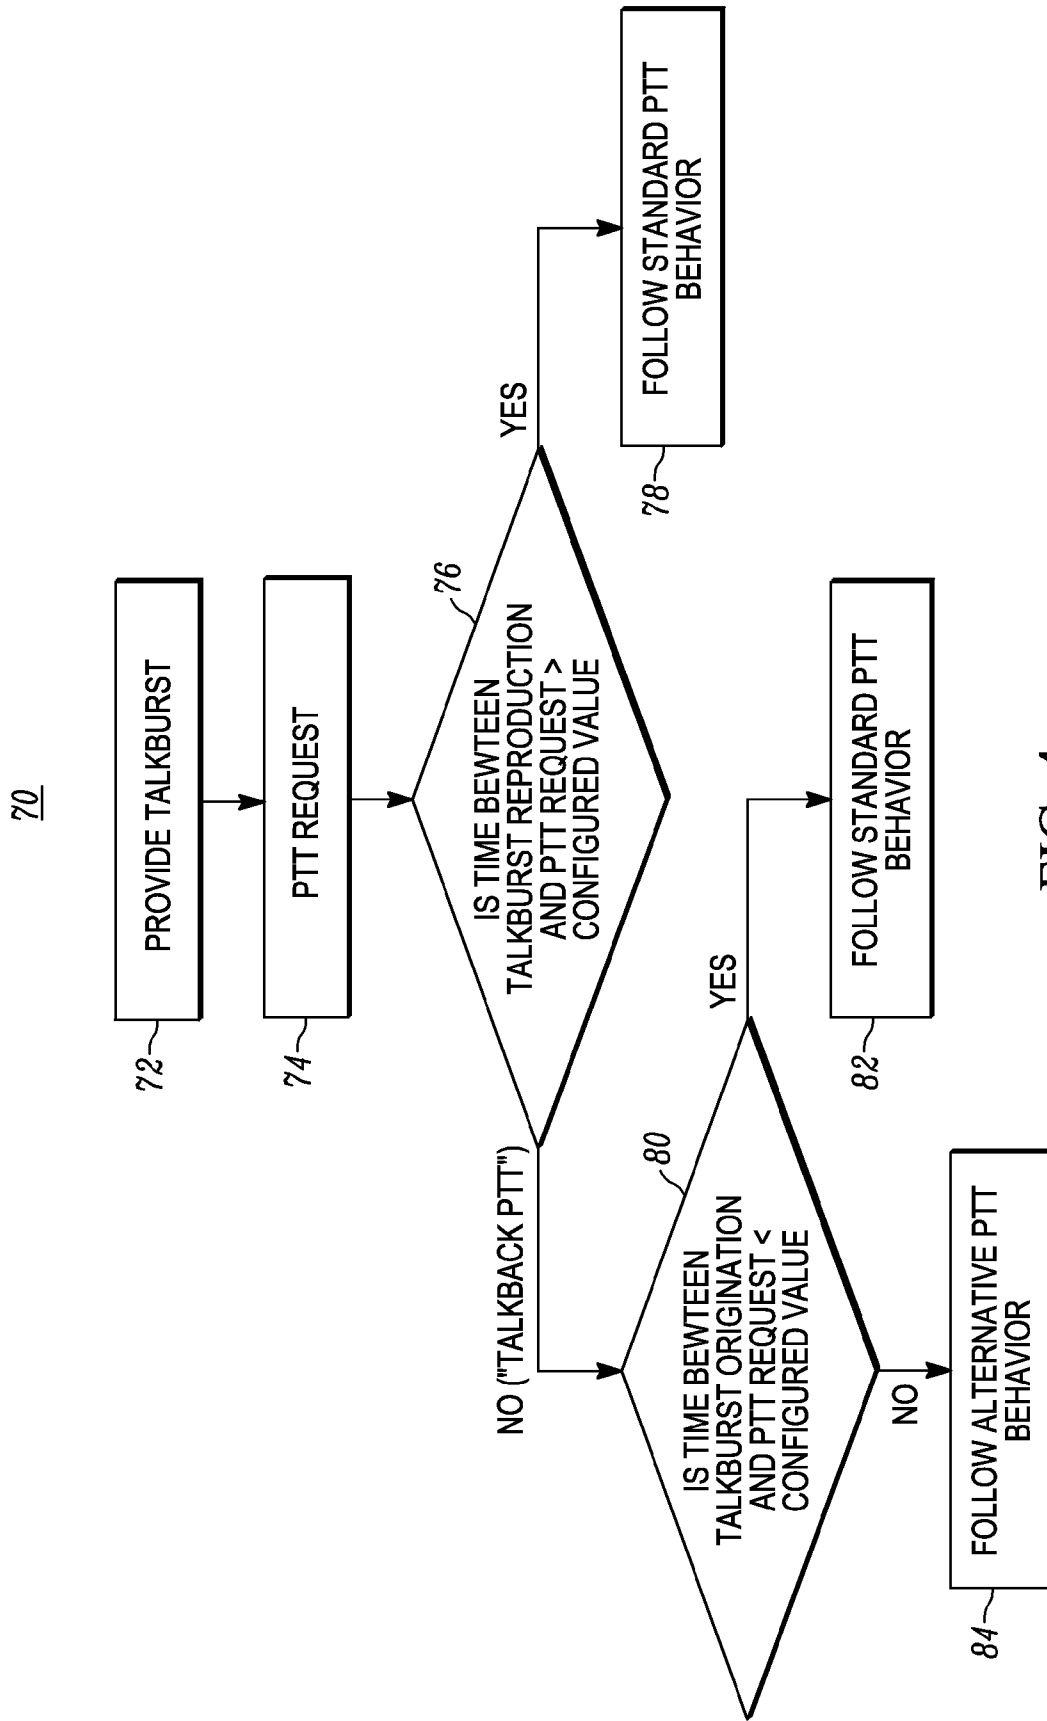 70
PROVIDE TALKBURST
72
PTT REQUEST
74
IS TIME BEWTEEN
TALKBURST REPRODUCTION
AND PTT REQUEST >
CONFIGURED VALUE
76
YES
FOLLOW STANDARD PTT
BEHAVIOR
78
NO ("TALKBACK PTT")
IS TIME BEWTEEN
TALKBURST ORIGINATION
AND PTT REQUEST <
CONFIGURED VALUE
80
YES
FOLLOW STANDARD PTT
BEHAVIOR
82
NO
FOLLOW ALTERNATIVE PTT
BEHAVIOR
84
FIG.